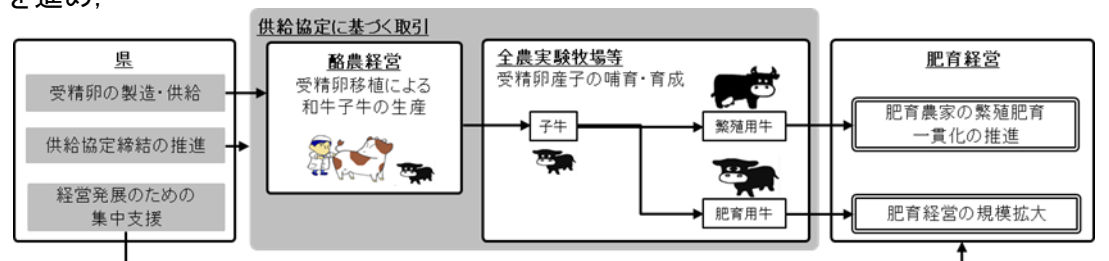 を進め，
供給協定に基づく取引
県
受精卵の製造・供給
供給協定締結の推進
経営発展のための
集中支援
酪農経営
受精卵移植による
和牛子牛の生産
全農実験牧場等
受精卵産子の哺育・育成
子牛
繁殖用牛
肥育用牛
肥育経営
肥育農家の繁殖肥育
一貫化の推進
肥育経営の規模拡大